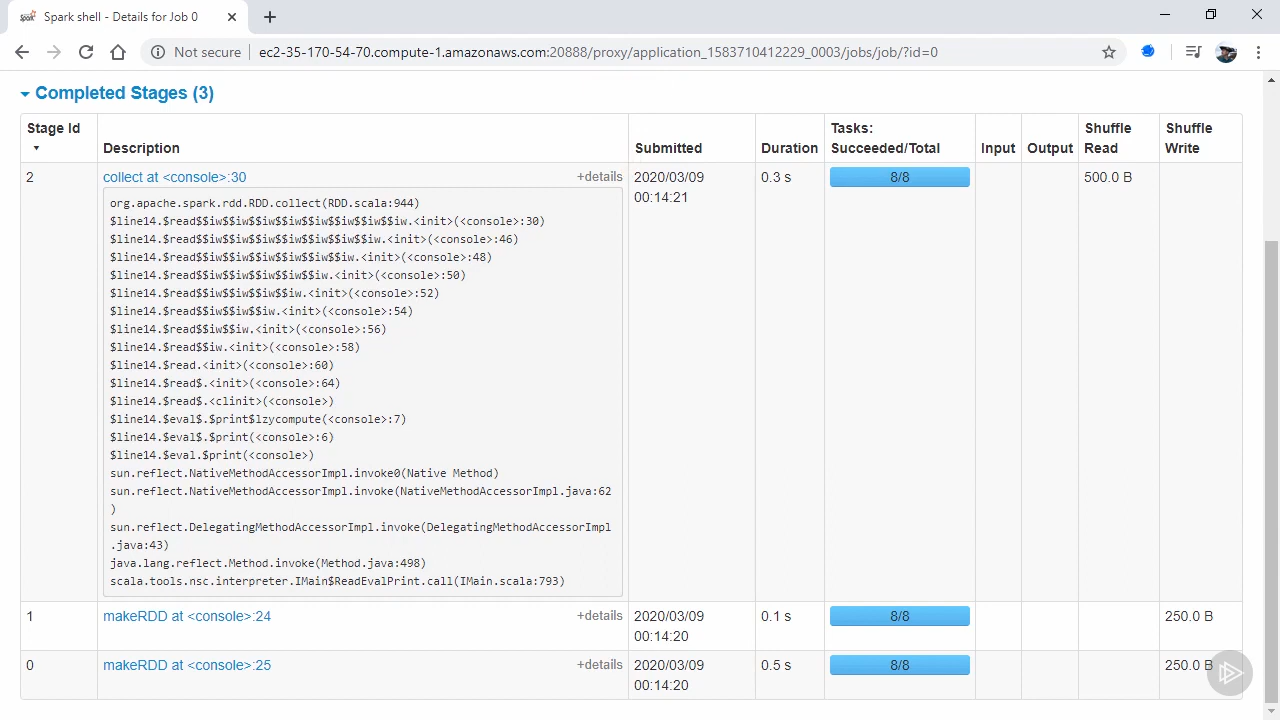 Spark shell - Details for Job 0
Not secure ec2-35-170-54-70.compute-1.amazonaws.com:20888/proxy/application_1583710412229_0003/jobs/job/?id=0
Completed Stages (3)
Stage Id Description Submitted Duration Tasks: Succeeded/Total Input Output Shuffle Read Shuffle Write
2 collect at <console>:30 +details 2020/03/09 00:14:21 0.3 s 8/8 500.0 B
org.apache.spark.rdd.RDD.collect(RDD.scala:944)
$line14.$read$$iw$$iw$$iw$$iw$$iw$$iw$$iw$$iw.<init>(<console>:30)
$line14.$read$$iw$$iw$$iw$$iw$$iw$$iw$$iw.<init>(<console>:46)
$line14.$read$$iw$$iw$$iw$$iw$$iw$$iw.<init>(<console>:48)
$line14.$read$$iw$$iw$$iw$$iw$$iw.<init>(<console>:50)
$line14.$read$$iw$$iw$$iw$$iw.<init>(<console>:52)
$line14.$read$$iw$$iw$$iw.<init>(<console>:54)
$line14.$read$$iw$$iw.<init>(<console>:56)
$line14.$read$$iw.<init>(<console>:58)
$line14.$read.<init>(<console>:60)
$line14.$read$.<init>(<console>:64)
$line14.$read$.<clinit>(<console>)
$line14.$eval$.$print$lzycompute(<console>:7)
$line14.$eval$.$print(<console>:6)
$line14.$eval.$print(<console>)
sun.reflect.NativeMethodAccessorImpl.invoke0(Native Method)
sun.reflect.NativeMethodAccessorImpl.invoke(NativeMethodAccessorImpl.java:62
)
sun.reflect.DelegatingMethodAccessorImpl.invoke(DelegatingMethodAccessorImpl
.java:43)
java.lang.reflect.Method.invoke(Method.java:498)
scala.tools.nsc.interpreter.IMain$ReadEvalPrint.call(IMain.scala:793)
1 makeRDD at <console>:24 +details 2020/03/09 00:14:20 0.1 s 8/8 250.0 B
0 makeRDD at <console>:25 +details 2020/03/09 00:14:20 0.5 s 8/8 250.0 B